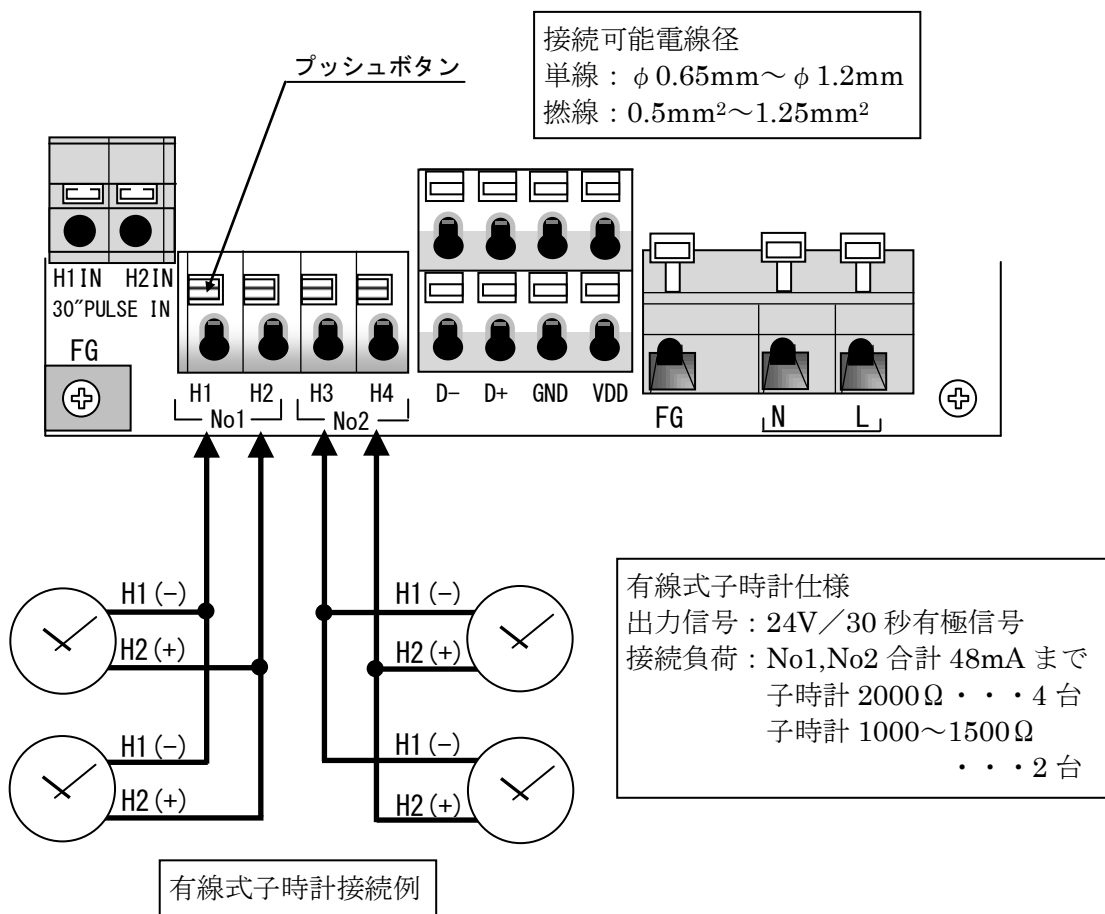 接続可能電線径
単線：φ0.65mm～φ1.2mm
撚線：0.5mm²～1.25mm²
プッシュボタン
H1IN H2IN
30″PULSE IN
FG
H1 H2 H3 H4
No1 No2
D- D+ GND VDD
FG N L
H1(-)
H2(+)
H1(-)
H2(+)
H1(-)
H2(+)
H1(-)
H2(+)
有線式子時計仕様
出力信号：24V／30秒有極信号
接続負荷：No1,No2 合計 48mA まで
子時計 2000Ω・・・4台
子時計 1000～1500Ω
・・・2台
有線式子時計接続例